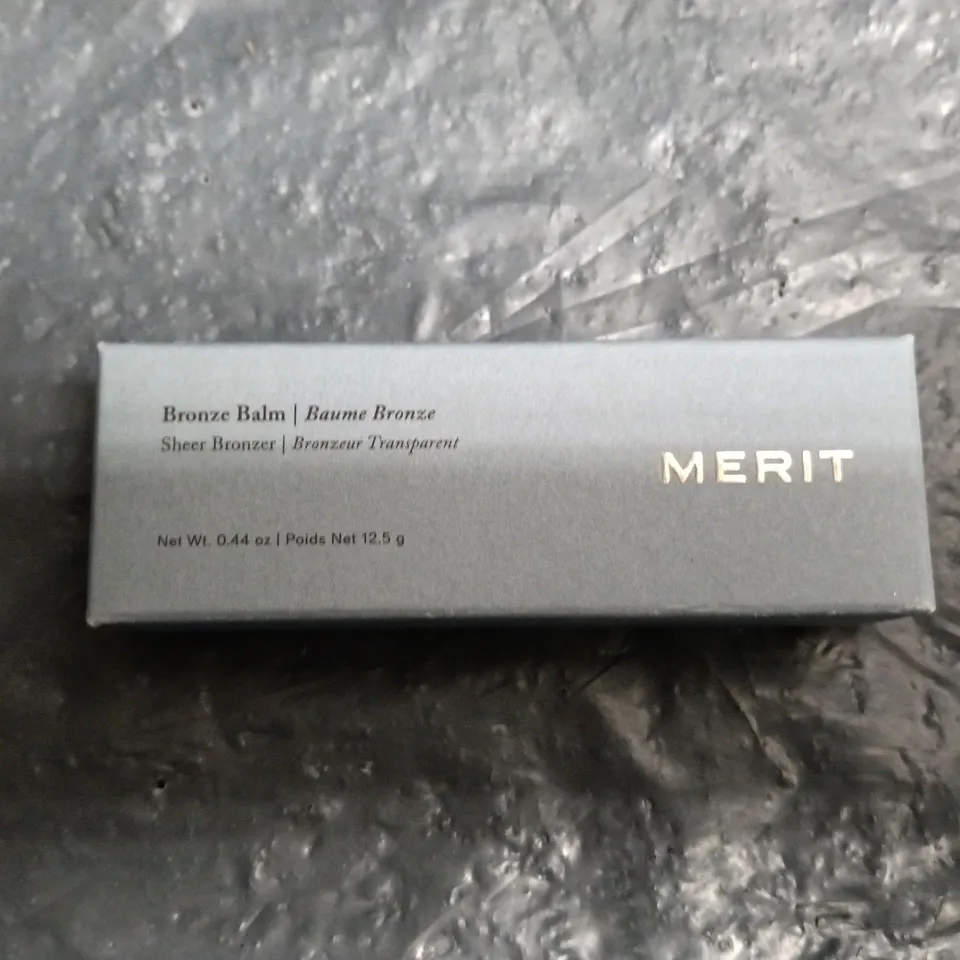 Bronze Balm | Baume Bronze
Sheer Bronzer | Bronzeur Transparent
MERIT
Net Wt. 0.44 oz | Poids Net 12.5 g